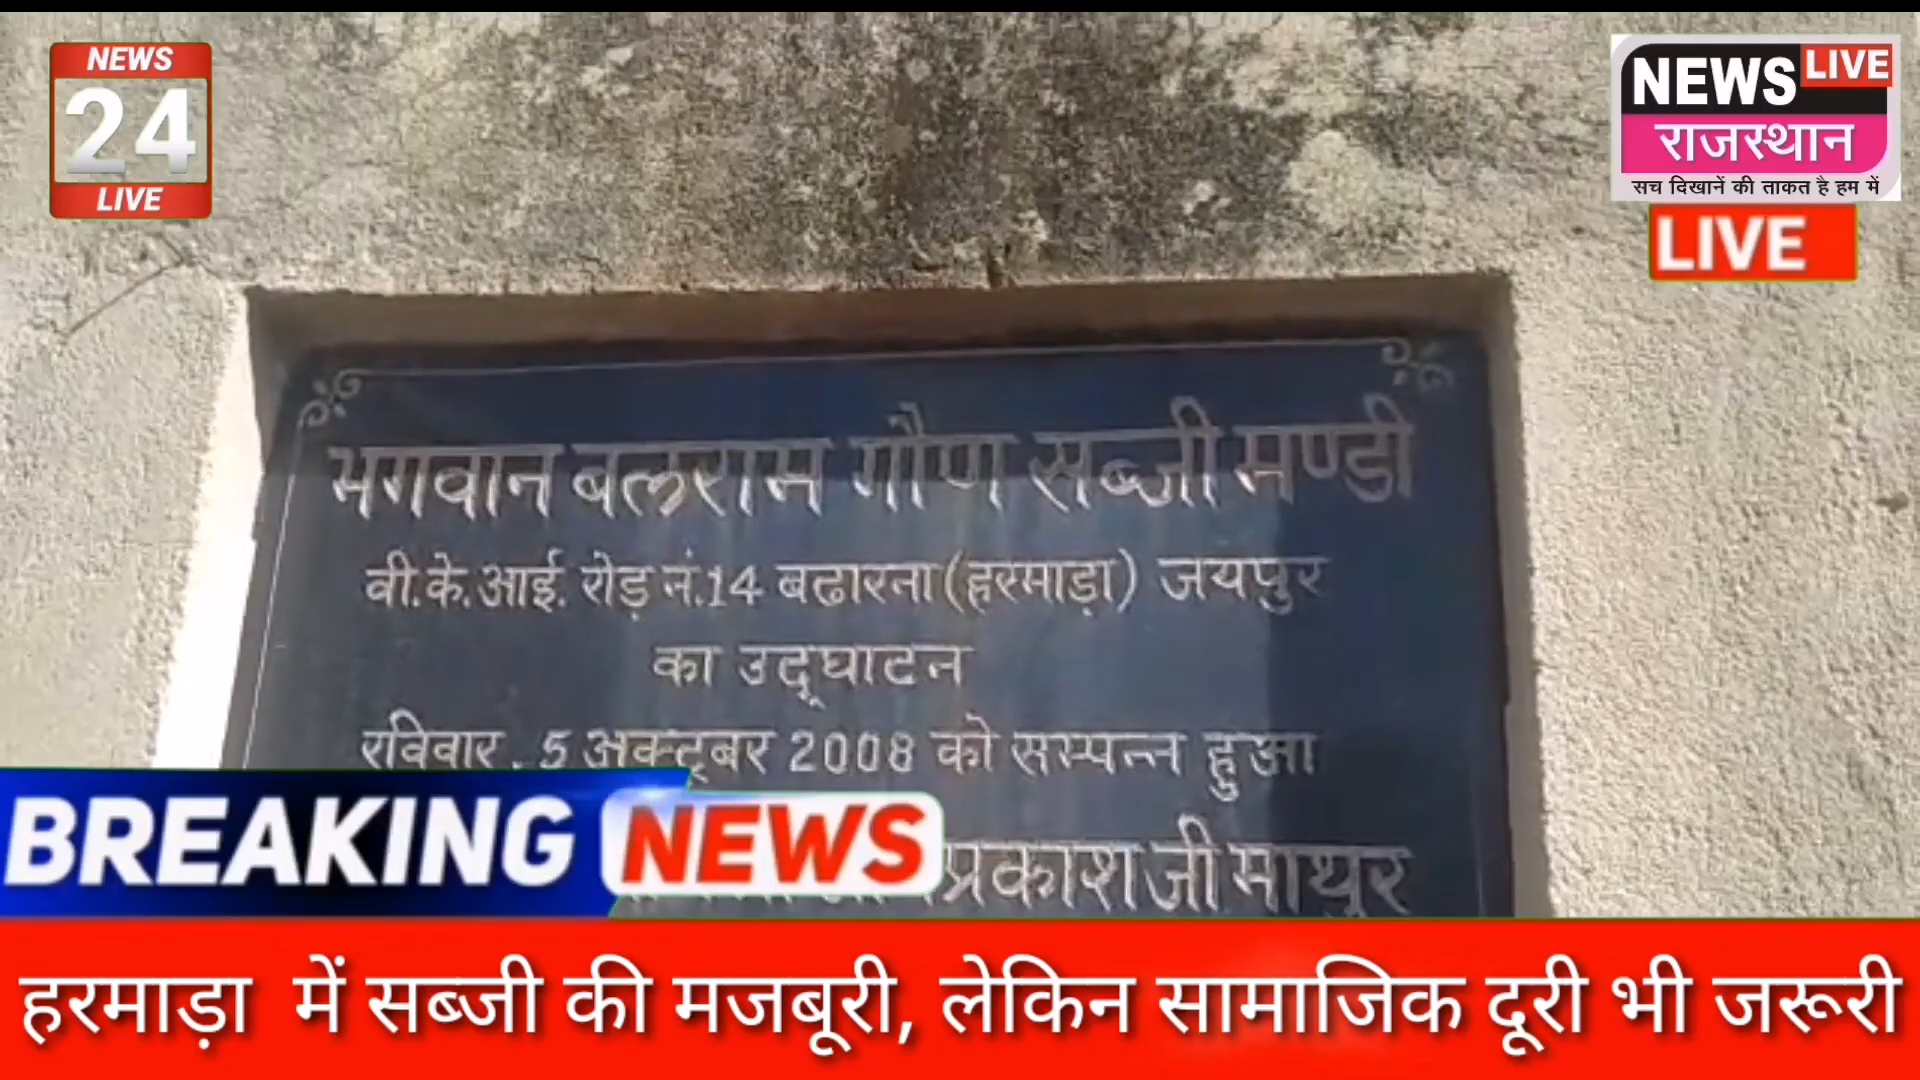 NEWS
24
LIVE
NEWS LIVE
राजस्थान
सच दिखानें की ताकत है हम में
LIVE
भगवान बलराम गौण सब्जी मण्डी
वी.के.आई. रोड़ नं.14 बढारना (हरमाड़ा) जयपुर
का उद्घाटन
रविवार , 5 अक्टूबर 2008 को सम्पन्न हुआ
प्रकाश जी माथुर
BREAKING NEWS
हरमाड़ा में सब्जी की मजबूरी, लेकिन सामाजिक दूरी भी जरूरी